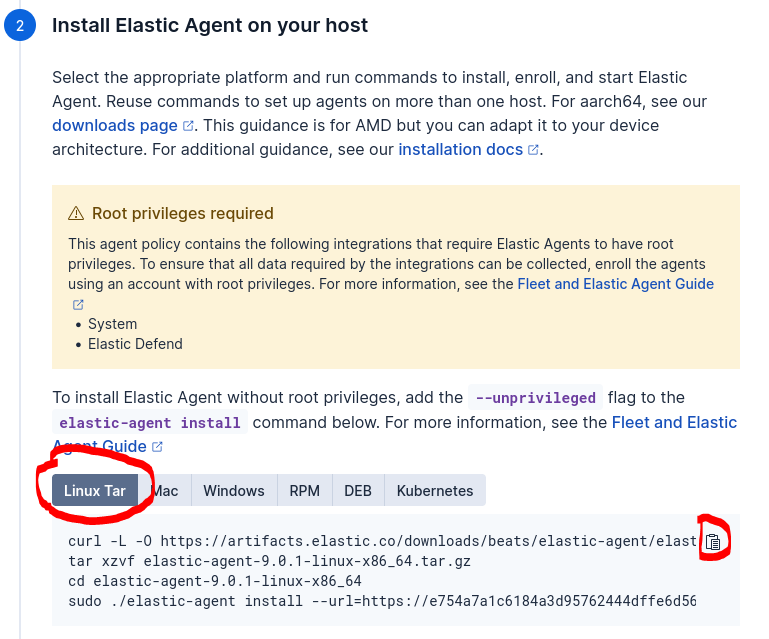 2
Install Elastic Agent on your host
Select the appropriate platform and run commands to install, enroll, and start Elastic
Agent. Reuse commands to set up agents on more than one host. For aarch64, see our
downloads page. This guidance is for AMD but you can adapt it to your device
architecture. For additional guidance, see our installation docs.
Root privileges required
This agent policy contains the following integrations that require Elastic Agents to have root
privileges. To ensure that all data required by the integrations can be collected, enroll the agents
using an account with root privileges. For more information, see the Fleet and Elastic Agent Guide
• System
• Elastic Defend
To install Elastic Agent without root privileges, add the --unprivileged flag to the
elastic-agent install command below. For more information, see the Fleet and Elastic
Agent Guide
Linux Tar Mac Windows RPM DEB Kubernetes
curl -L -O https://artifacts.elastic.co/downloads/beats/elastic-agent/elast
tar xzvf elastic-agent-9.0.1-linux-x86_64.tar.gz
cd elastic-agent-9.0.1-linux-x86_64
sudo ./elastic-agent install --url=https://e754a7a1c6184a3d95762444dffe6d56